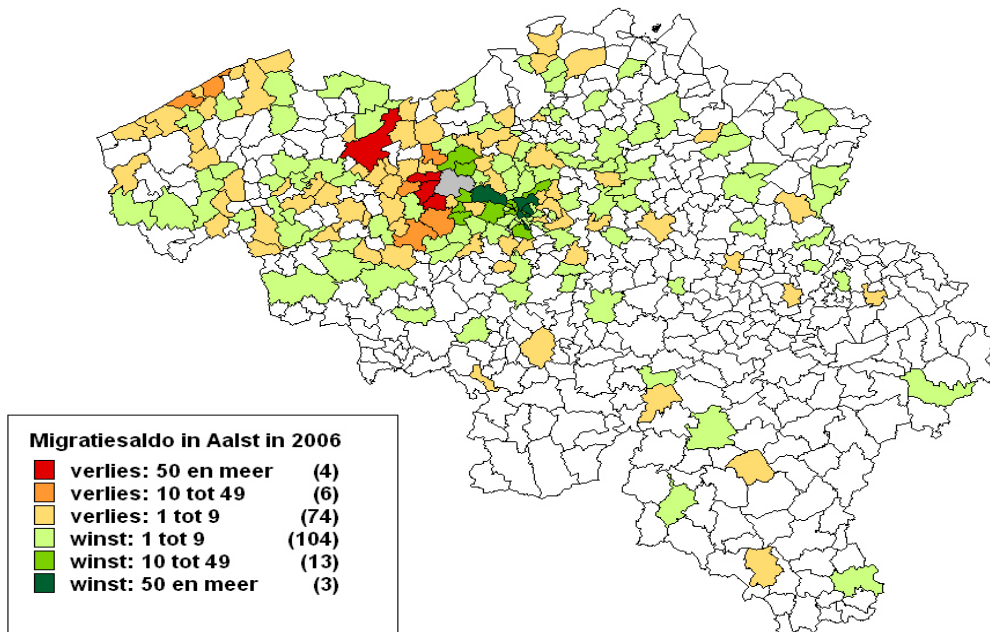 Migratiesaldo in Aalst in 2006
verlies: 50 en meer (4)
verlies: 10 tot 49 (6)
verlies: 1 tot 9 (74)
winst: 1 tot 9 (104)
winst: 10 tot 49 (13)
winst: 50 en meer (3)